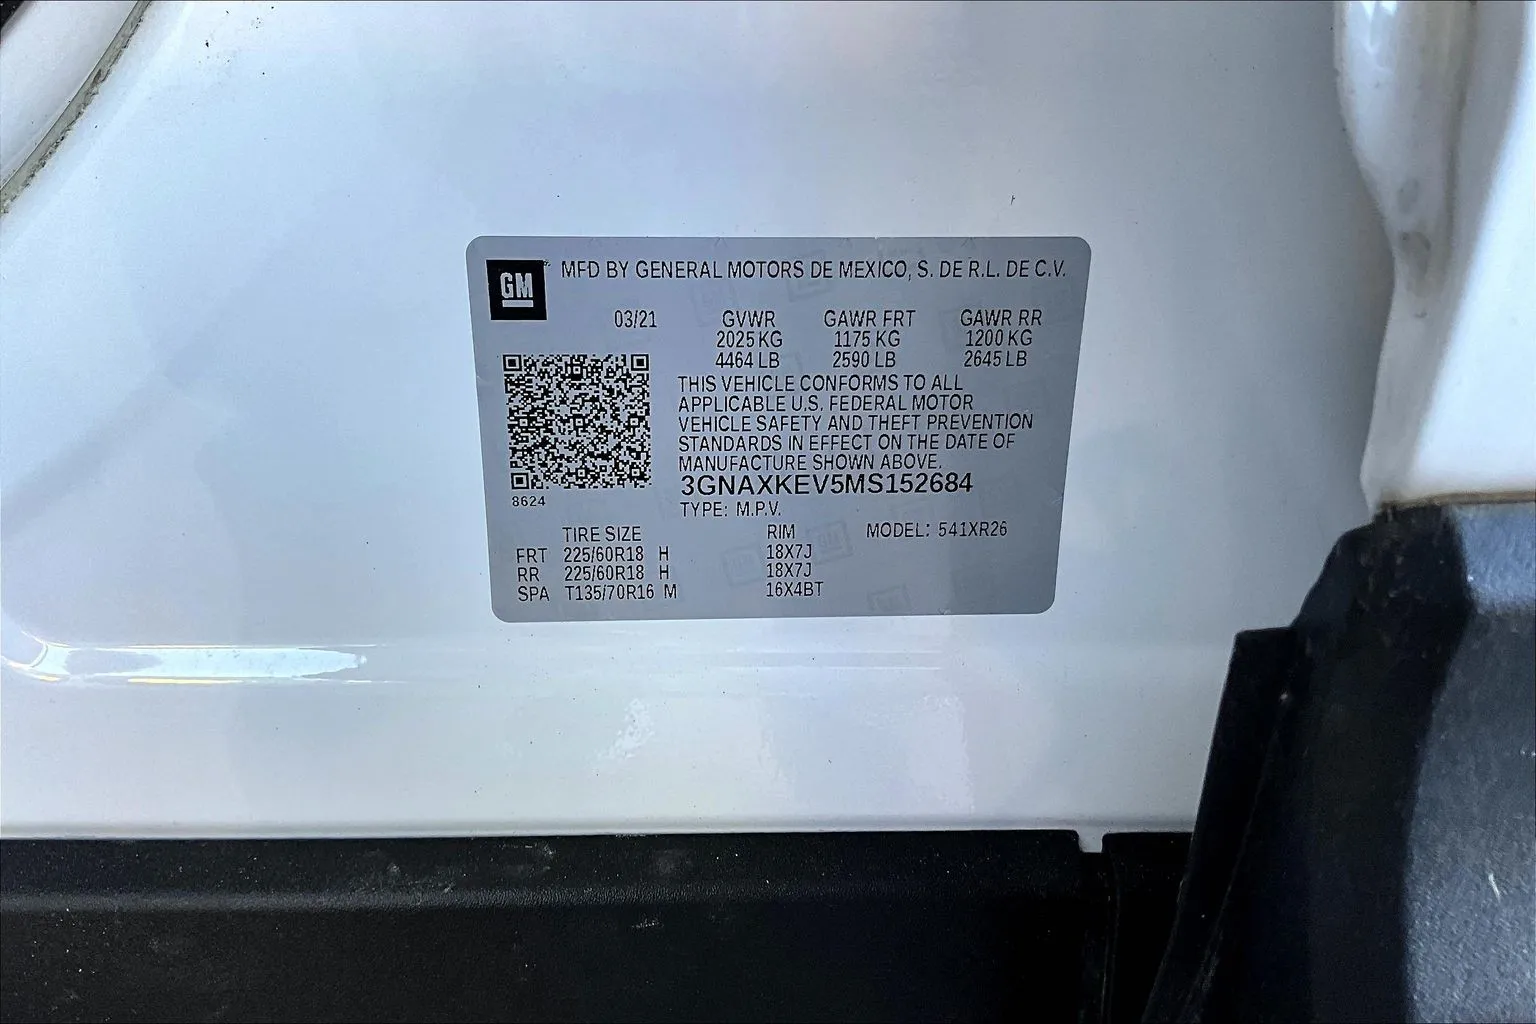 GM MFD BY GENERAL MOTORS DE MEXICO, S. DE R.L. DE C.V.
03/21 GVWR GAWR FRT GAWR RR
2025 KG 1175 KG 1200 KG
4464 LB 2590 LB 2645 LB
THIS VEHICLE CONFORMS TO ALL
APPLICABLE U.S. FEDERAL MOTOR
VEHICLE SAFETY AND THEFT PREVENTION
STANDARDS IN EFFECT ON THE DATE OF
MANUFACTURE SHOWN ABOVE.
3GNAXKEV5MS152684
8624
TYPE: M.P.V.
TIRE SIZE RIM MODEL: 541XR26
FRT 225/60R18 H 18X7J
RR 225/60R18 H 18X7J
SPA T135/70R16 M 16X4BT